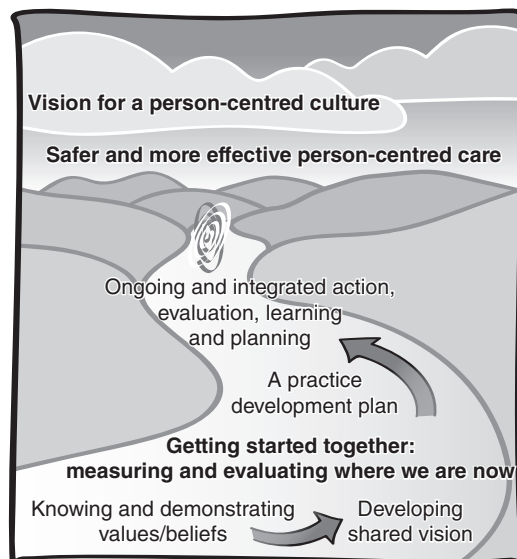 Vision for a person-centred culture
Safer and more effective person-centred care
Ongoing and integrated action,
evaluation, learning
and planning
A practice
development plan
Getting started together:
measuring and evaluating where we are now
Knowing and demonstrating
values/beliefs
Developing
shared vision